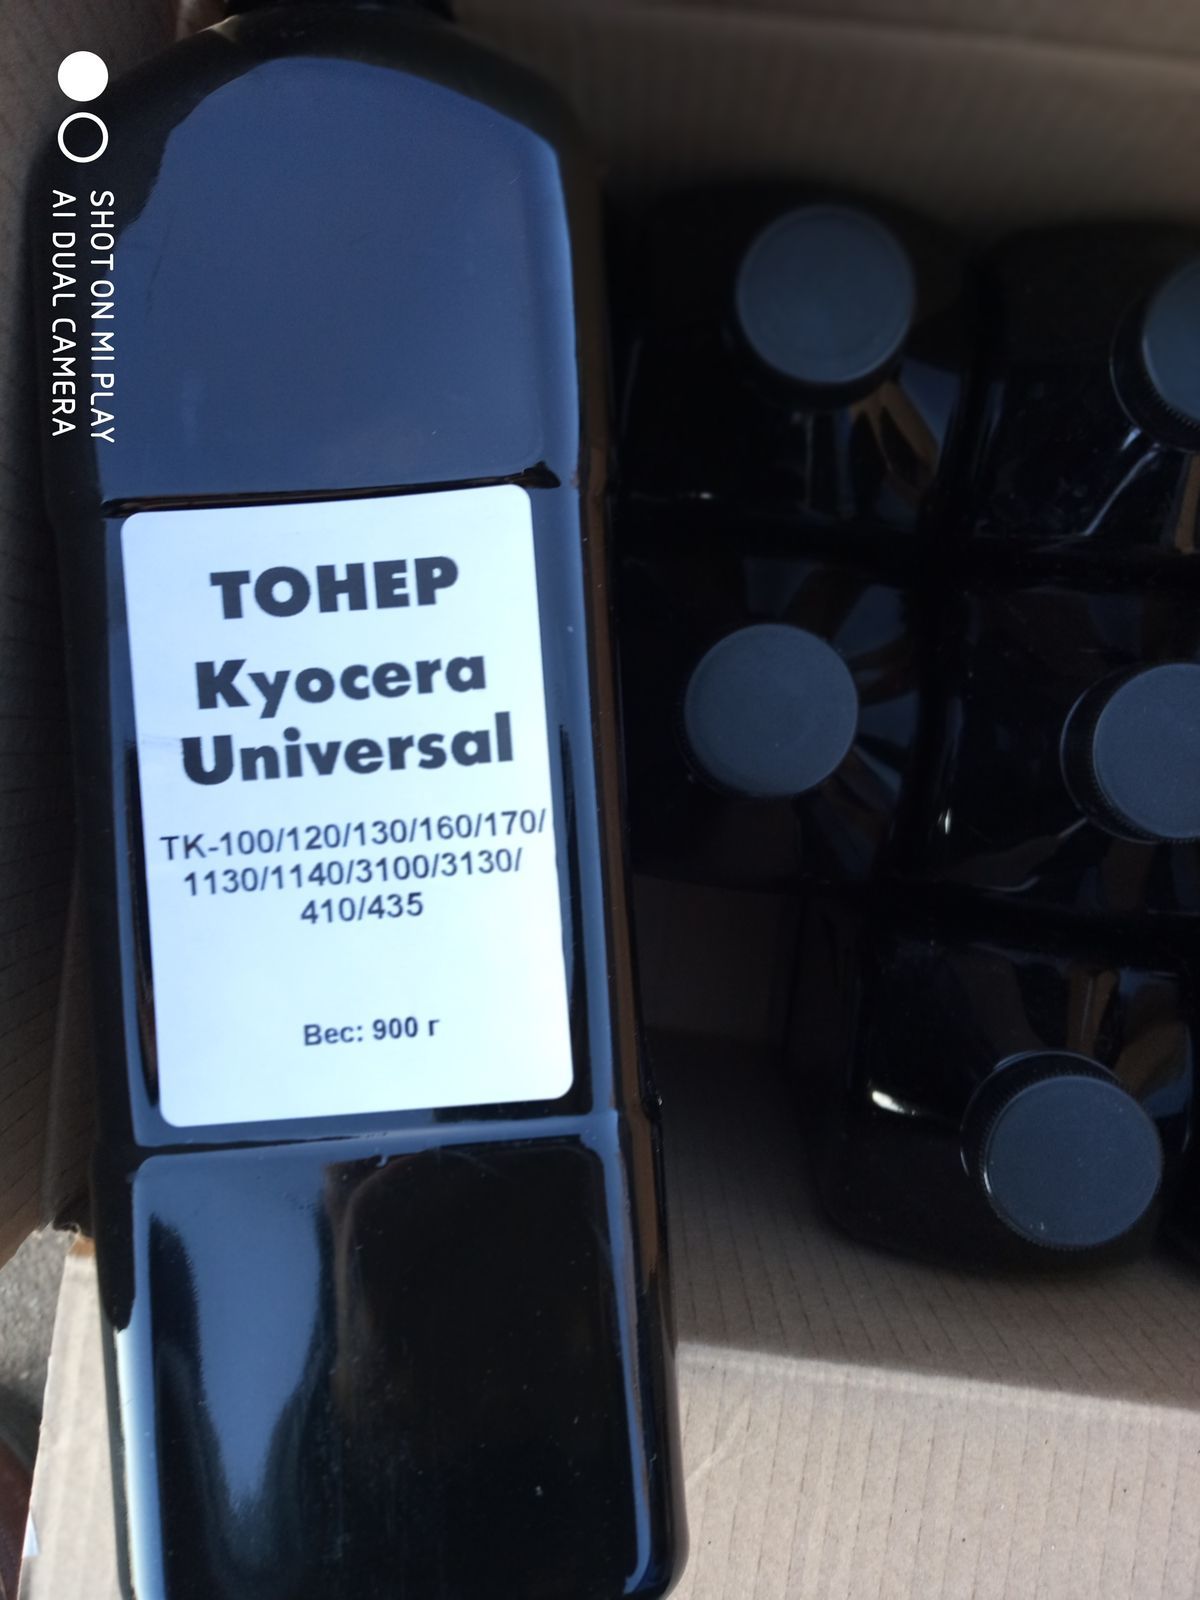 SHOT ON MI PLAY
AI DUAL CAMERA
ТОНЕР
Kyocera
Universal
TK-100/120/130/160/170/
1130/1140/3100/3130/
410/435
Вес: 900 г